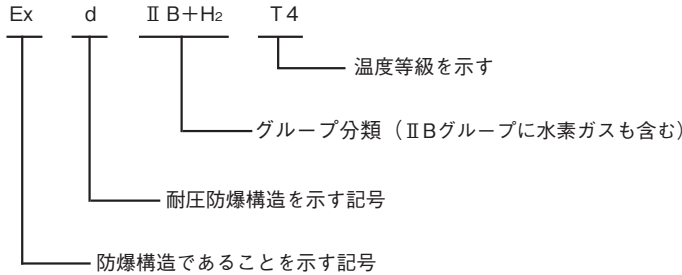 Ex d ⅡB+H₂ T4
温度等級を示す
グループ分類（ⅡBグループに水素ガスも含む）
耐圧防爆構造を示す記号
防爆構造であることを示す記号